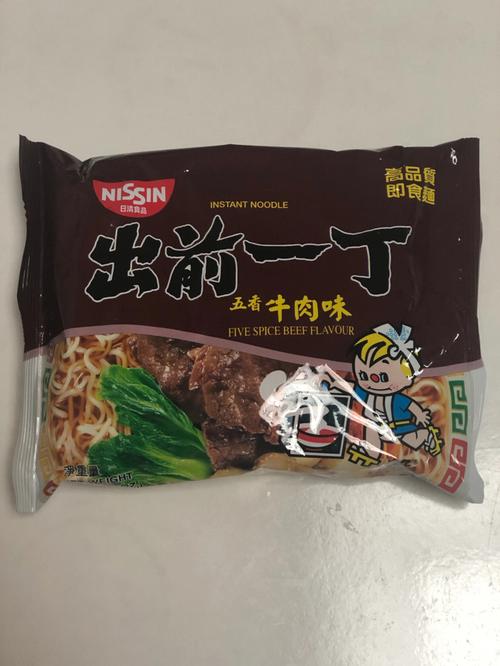 NISSIN
日清食品
INSTANT NOODLE
高品質
即食麵
出前一丁
五香牛肉味
FIVE SPICE BEEF FLAVOUR
淨重量